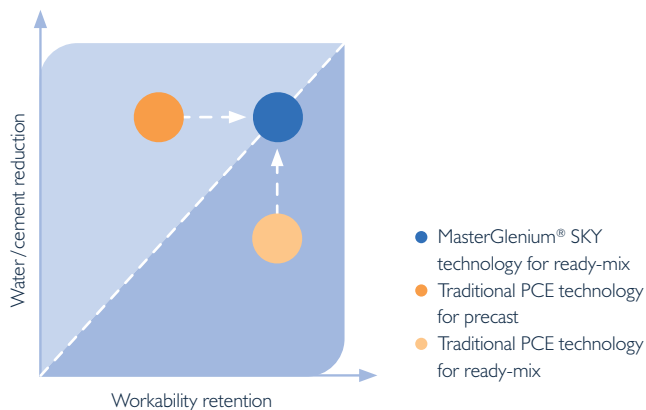 Water/cement reduction
MasterGlenium® SKY
technology for ready-mix
Traditional PCE technology
for precast
Traditional PCE technology
for ready-mix
Workability retention